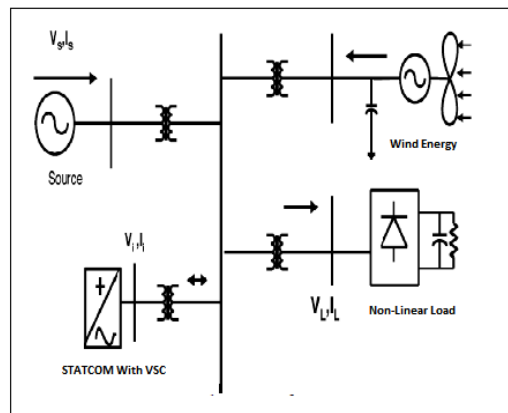 Vs,Is
Source
Wind Energy
Vi,Ii
VL,IL
Non-Linear Load
STATCOM With VSC